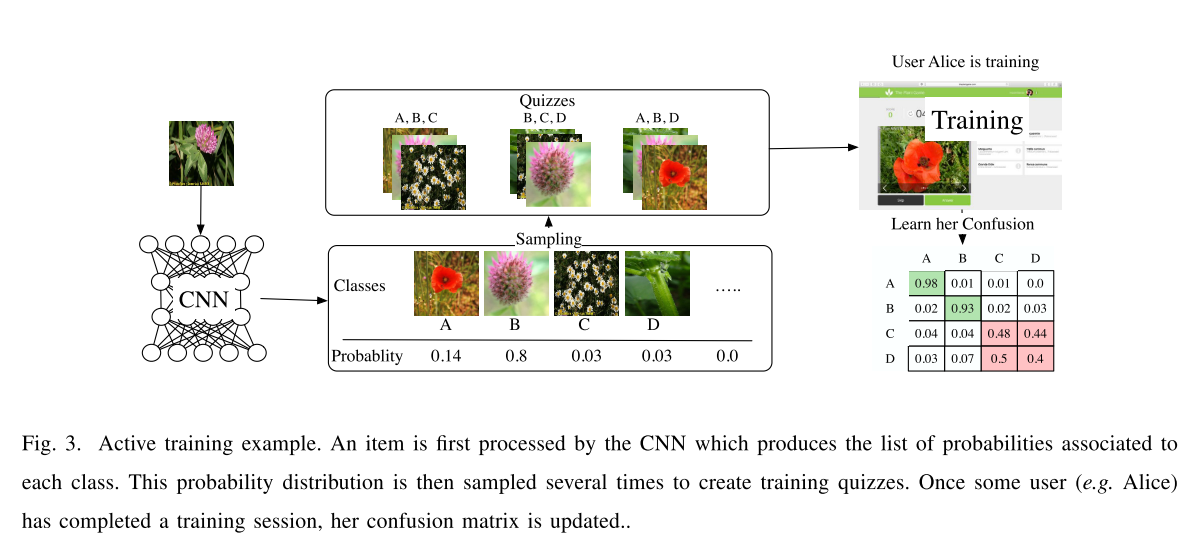 User Alice is training
Quizzes
A, B, C
B, C, D
A, B, D
Training
Learn her Confusion
Sampling
CNN
Classes
.....
A B C D
Probablity 0.14 0.8 0.03 0.03 0.0
A B C D
A 0.98 0.01 0.01 0.0
B 0.02 0.93 0.02 0.03
C 0.04 0.04 0.48 0.44
D 0.03 0.07 0.5 0.4
Fig. 3. Active training example. An item is first processed by the CNN which produces the list of probabilities associated to
each class. This probability distribution is then sampled several times to create training quizzes. Once some user (e.g. Alice)
has completed a training session, her confusion matrix is updated..